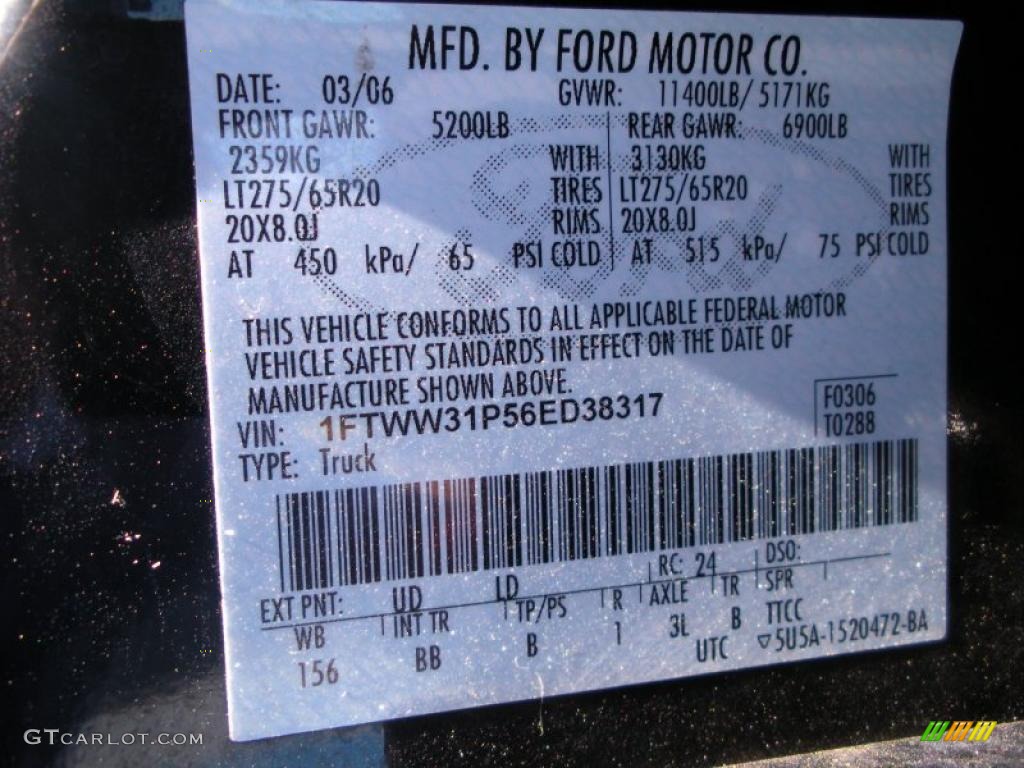 MFD. BY FORD MOTOR CO.
DATE: 03/06 GVWR: 11400LB/ 5171KG
FRONT GAWR: 5200LB REAR GAWR: 6900LB
2359KG WITH 3130KG WITH
LT275/65R20 TIRES LT275/65R20 TIRES
20X8.0J RIMS 20X8.0J RIMS
AT 450 kPa/ 65 PSI COLD AT 515 kPa/ 75 PSI COLD
THIS VEHICLE CONFORMS TO ALL APPLICABLE FEDERAL MOTOR
VEHICLE SAFETY STANDARDS IN EFFECT ON THE DATE OF
MANUFACTURE SHOWN ABOVE.
VIN: 1FTWW31P56ED38317 F0306
TYPE: Truck T0288
EXT PNT: UD LD RC: 24 DSO:
WB INT TR TP/PS R AXLE TR SPR
156 BB B 1 3L B TTCC
UTC ▽5U5A-1520472-BA
GTCARLOT.COM